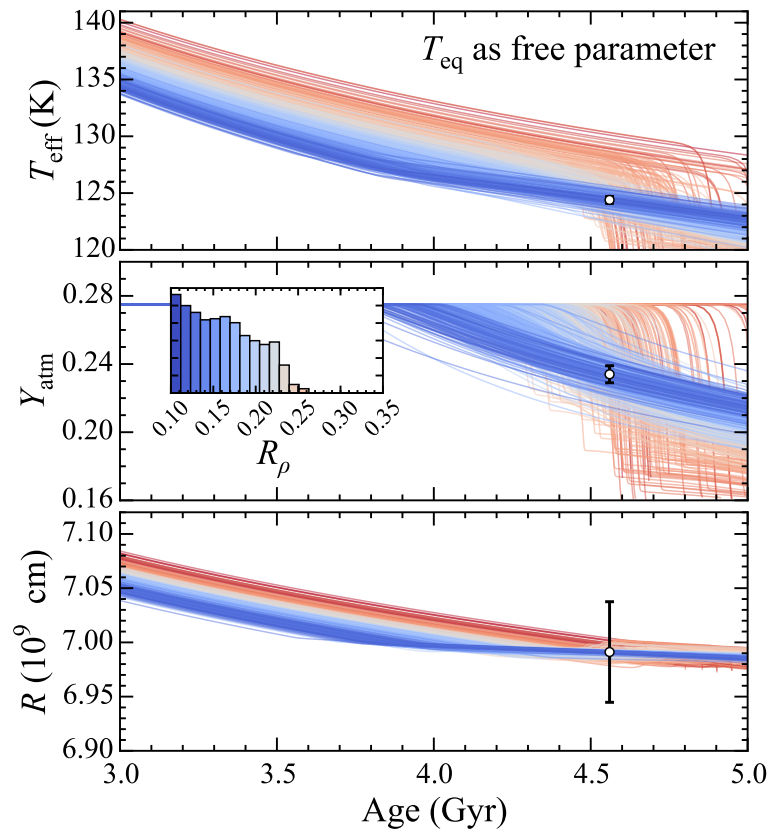 T_eq as free parameter
T_eff (K)
140
135
130
125
120
Y_atm
0.28
0.24
0.20
0.16
0.10 0.15 0.20 0.25 0.30 0.35
R_ρ
R (10^9 cm)
7.10
7.05
7.00
6.95
6.90
3.0 3.5 4.0 4.5 5.0
Age (Gyr)